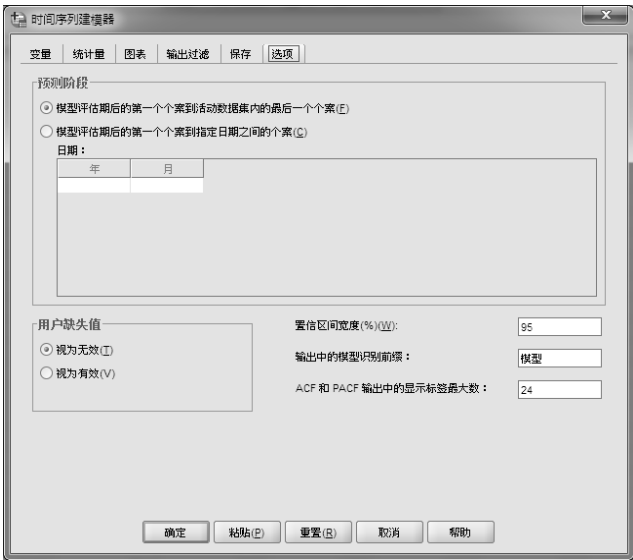 时间序列建模器
变量 统计量 图表 输出过滤 保存 选项
预测阶段
模型评估期后的第一个个案到活动数据集内的最后一个个案(F)
模型评估期后的第一个个案到指定日期之间的个案(C)
日期：
年 月
用户缺失值
视为无效(T)
视为有效(V)
置信区间宽度(%)(W): 95
输出中的模型识别前缀： 模型
ACF 和 PACF 输出中的显示标签最大数： 24
确定 粘贴(P) 重置(R) 取消 帮助